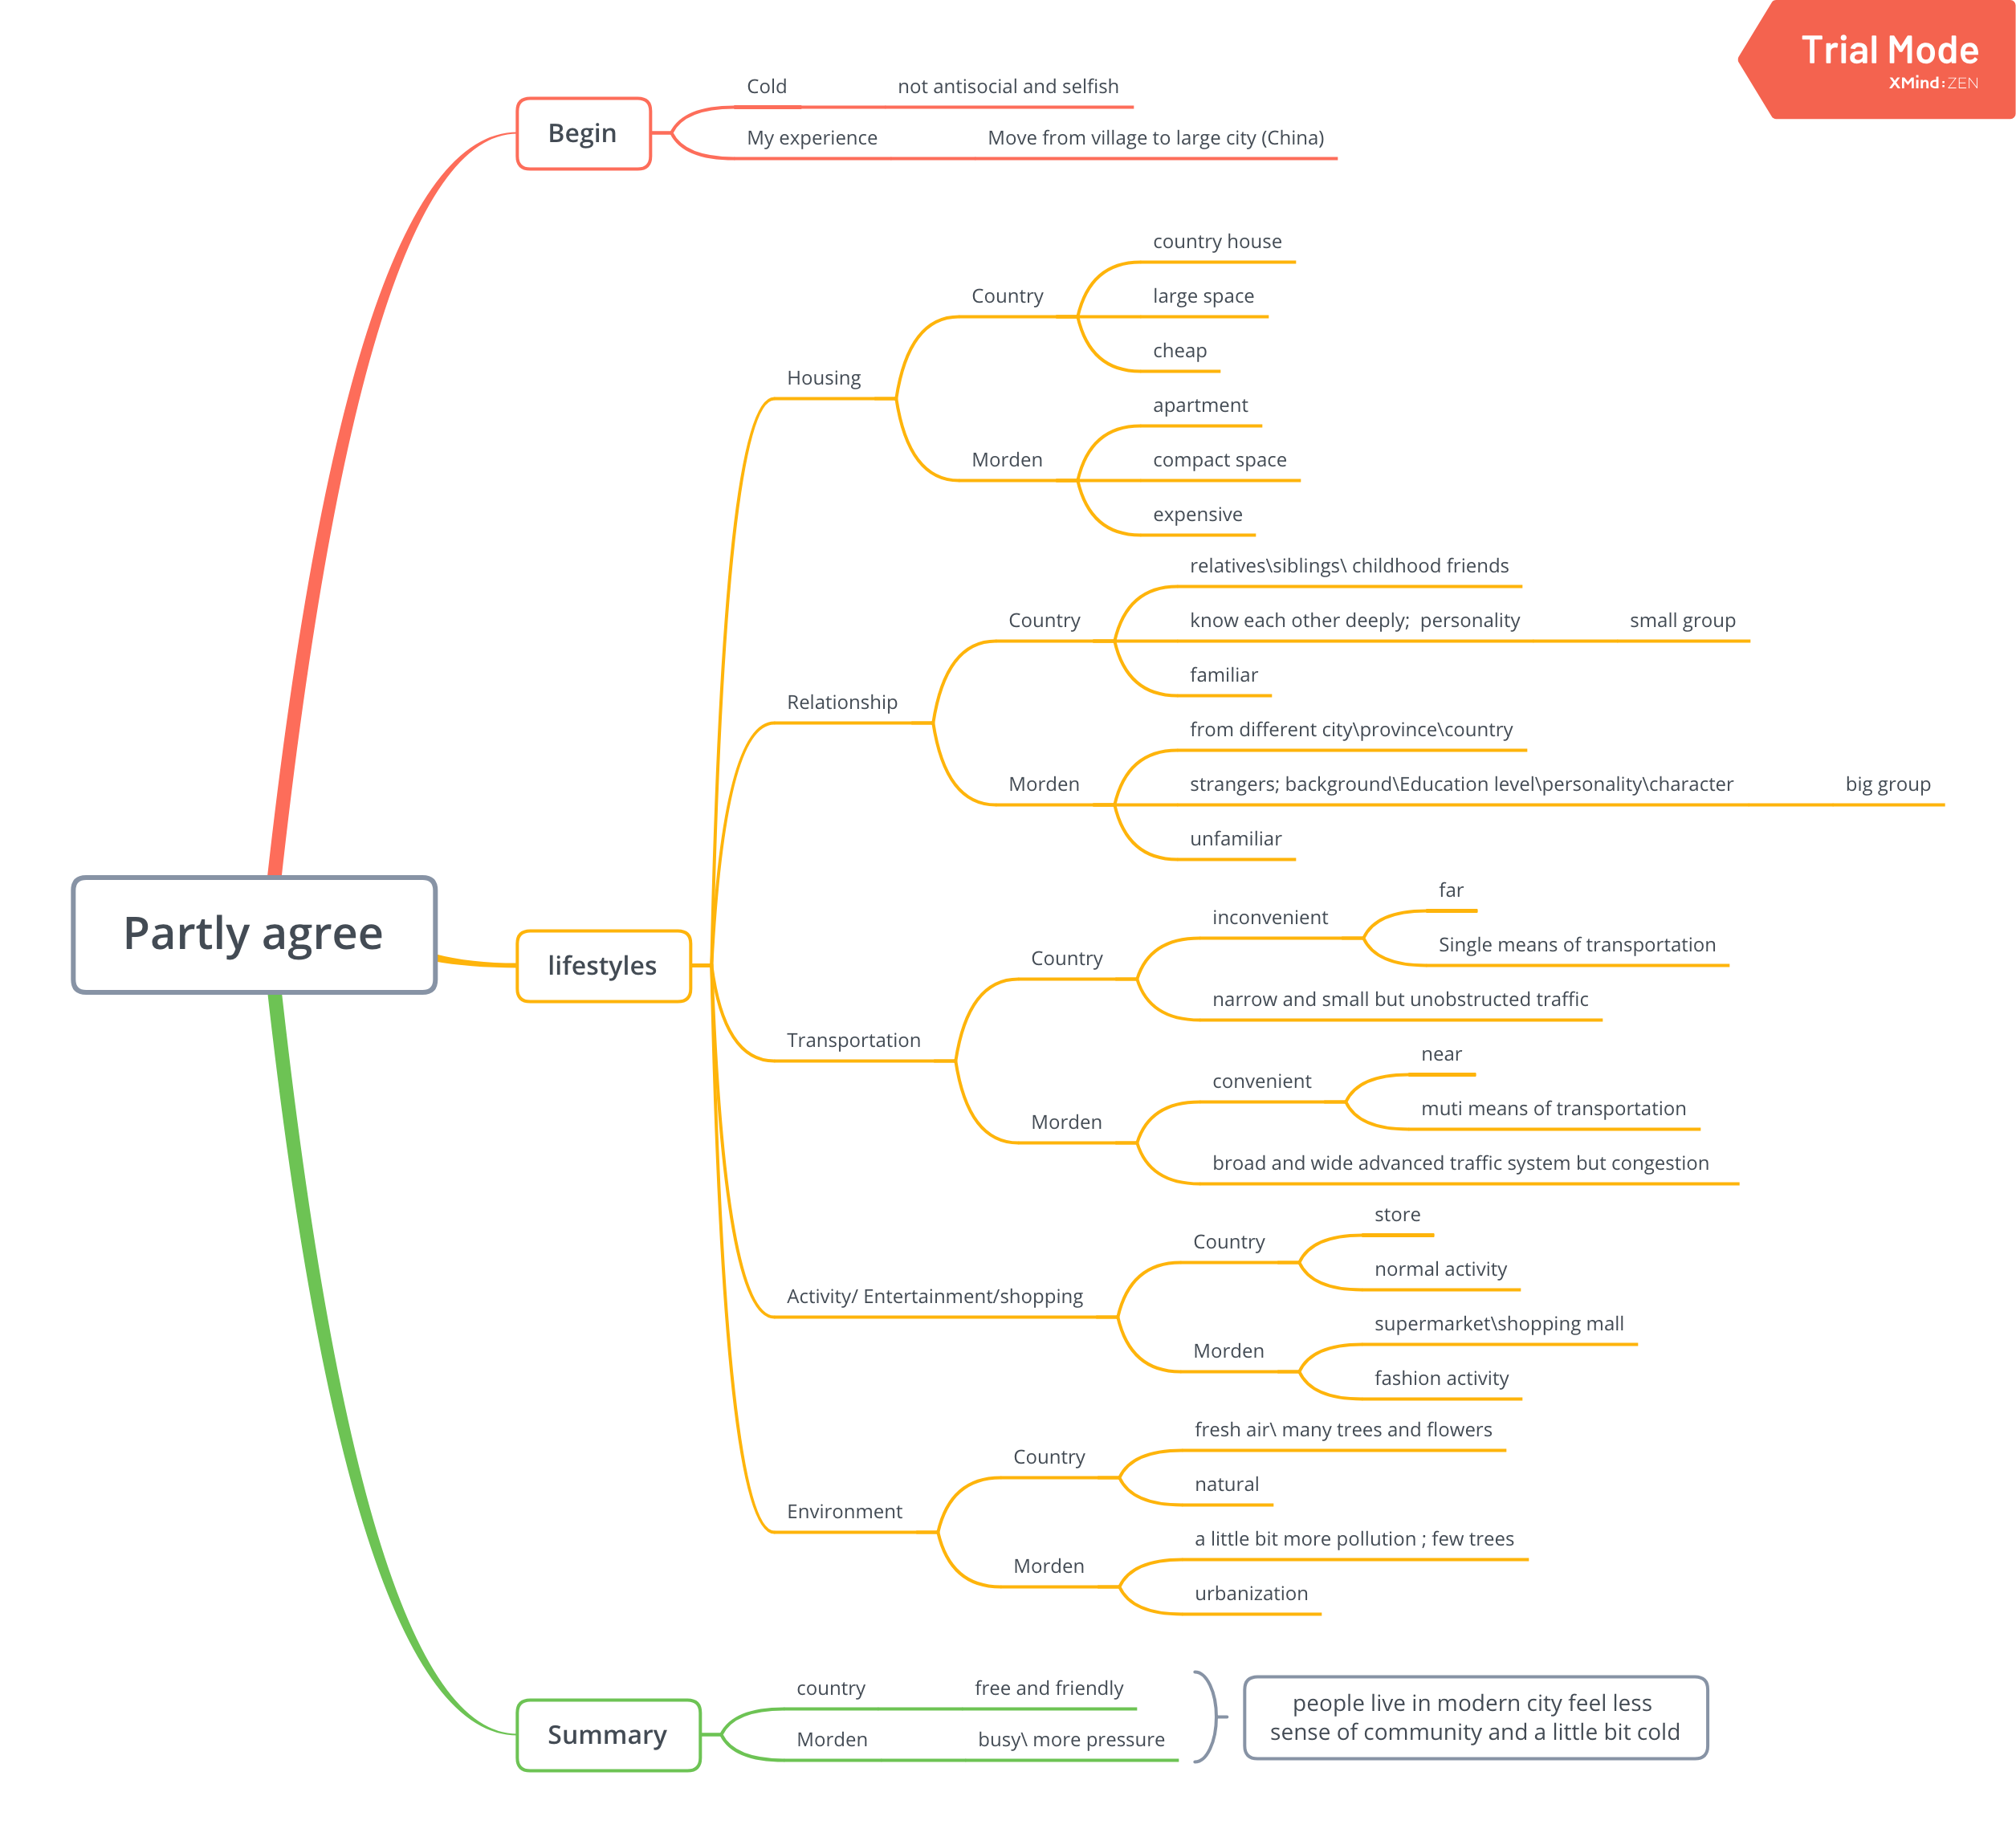 Trial Mode
XMind:ZEN
Partly agree
Begin
Cold
not antisocial and selfish
My experience
Move from village to large city (China)
lifestyles
Housing
Country
country house
large space
cheap
Morden
apartment
compact space
expensive
Relationship
Country
relatives\siblings\ childhood friends
know each other deeply;  personality
small group
familiar
Morden
from different city\province\country
strangers; background\Education level\personality\character
big group
unfamiliar
Transportation
Country
inconvenient
far
Single means of transportation
narrow and small but unobstructed traffic
Morden
convenient
near
muti means of transportation
broad and wide advanced traffic system but congestion
Activity/ Entertainment/shopping
Country
store
normal activity
Morden
supermarket\shopping mall
fashion activity
Environment
Country
fresh air\ many trees and flowers
natural
Morden
a little bit more pollution ; few trees
urbanization
Summary
country
free and friendly
Morden
busy\ more pressure
people live in modern city feel less
sense of community and a little bit cold